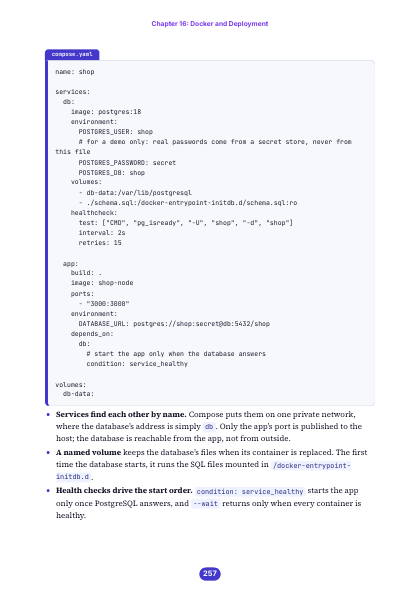 Chapter 16: Docker and Deployment
compose.yaml
name: shop
services:
  db:
    image: postgres:18
    environment:
      POSTGRES_USER: shop
      # for a demo only: real passwords come from a secret store, never from
this file
      POSTGRES_PASSWORD: secret
      POSTGRES_DB: shop
    volumes:
      - db-data:/var/lib/postgresql
      - ./schema.sql:/docker-entrypoint-initdb.d/schema.sql:ro
    healthcheck:
      test: ["CMD", "pg_isready", "-U", "shop", "-d", "shop"]
      interval: 2s
      retries: 15
  app:
    build: .
    image: shop-node
    ports:
      - "3000:3000"
    environment:
      DATABASE_URL: postgres://shop:secret@db:5432/shop
    depends_on:
      db:
        # start the app only when the database answers
        condition: service_healthy
volumes:
  db-data:
• Services find each other by name. Compose puts them on one private network,
where the database's address is simply db. Only the app's port is published to the
host; the database is reachable from the app, not from outside.
• A named volume keeps the database's files when its container is replaced. The first
time the database starts, it runs the SQL files mounted in /docker-entrypoint-
initdb.d.
• Health checks drive the start order. condition: service_healthy starts the app
only once PostgreSQL answers, and --wait returns only when every container is
healthy.
257